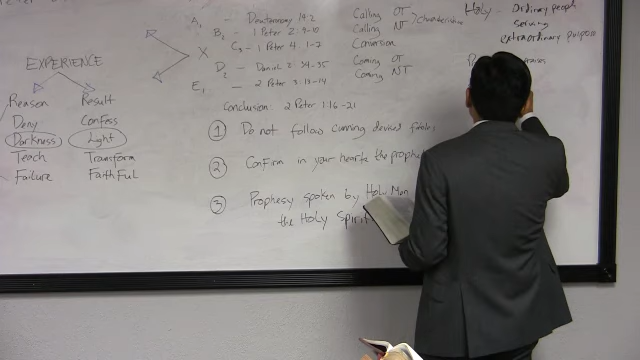 EXPERIENCE
Reason Result
Deny Confess
Darkness Light
Teach Transform
Failure FaithFul
A1 - Deuteronomy 14:2 Calling OT
B2 - 1 Peter 2:9-10 Calling NT
C3 - 1 Peter 4:1-2 Conversion
X
D2 - Daniel 2:34-35 Coming OT
E1 - 2 Peter 3:13-14 Coming NT
Conclusion 2 Peter 1:16-21
1 Do not follow cunning devised fables
2 Confirm in your hearts the
3 Prophesy spoken by Holy Men
the Holy Spirit
Holy - Ordinary people
serving
extraordinary purpose